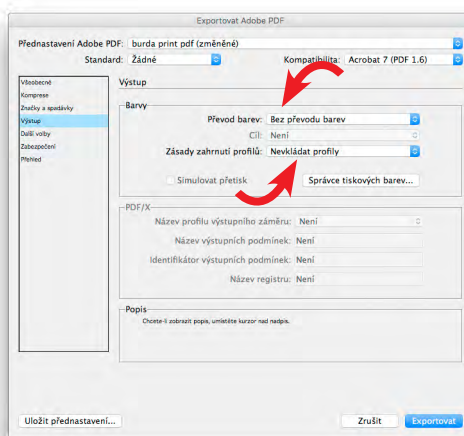 Exportovat Adobe PDF
Přednastavení Adobe PDF: burda print pdf (změněné)
Standard: Žádné Kompatibilita: Acrobat 7 (PDF 1.6)
Všeobecné
Komprese
Značky a spadávky
Výstup
Další volby
Zabezpečení
Přehled
Výstup
Barvy
Převod barev: Bez převodu barev
Cíl: Není
Zásady zahrnutí profilů: Nevkládat profily
Simulovat přetisk Správce tiskových barev...
PDF/X
Název profilu výstupního záměru: Není
Název výstupních podmínek: Není
Identifikátor výstupních podmínek: Není
Název registru: Není
Popis
Chcete-li zobrazit popis, umístěte kurzor nad nadpis.
Uložit přednastavení... Zrušit Exportovat